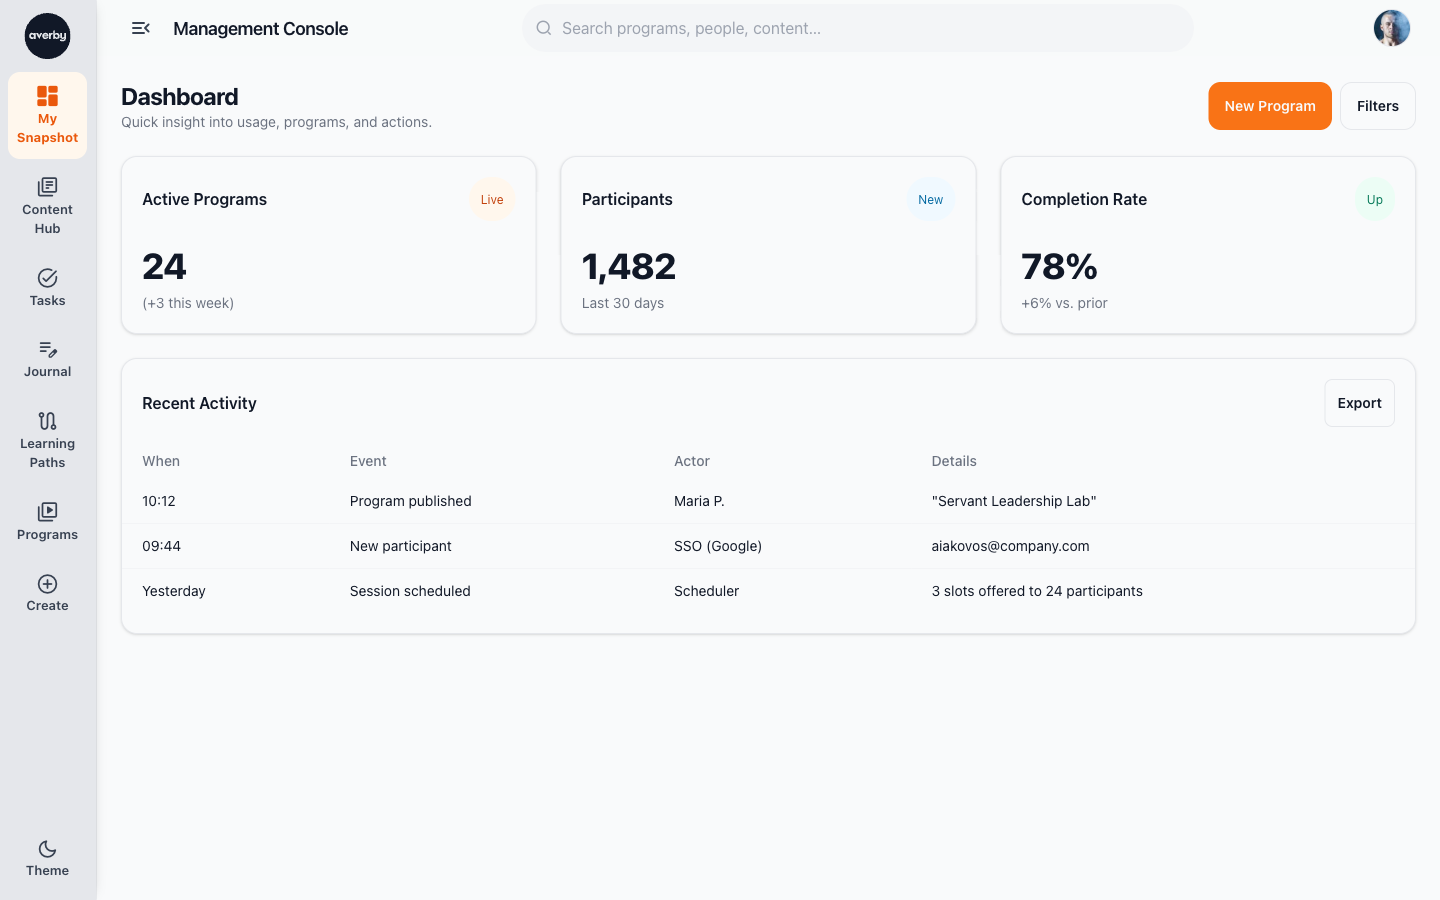 averby
Management Console
Search programs, people, content...
My
Snapshot
Content
Hub
Tasks
Journal
Learning
Paths
Programs
Create
Theme
Dashboard
Quick insight into usage, programs, and actions.
New Program
Filters
Active Programs
Live
24
(+3 this week)
Participants
New
1,482
Last 30 days
Completion Rate
Up
78%
+6% vs. prior
Recent Activity
Export
When Event Actor Details
10:12 Program published Maria P. "Servant Leadership Lab"
09:44 New participant SSO (Google) aiakovos@company.com
Yesterday Session scheduled Scheduler 3 slots offered to 24 participants